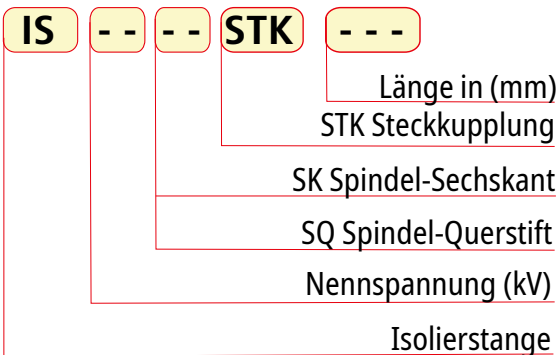 IS - - - - STK - - -
Länge in (mm)
STK Steckkupplung
SK Spindel-Sechskant
SQ Spindel-Querstift
Nennspannung (kV)
Isolierstange